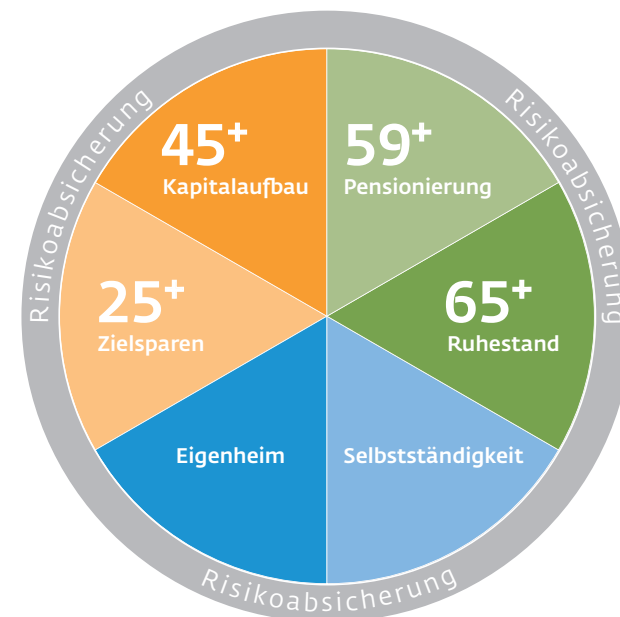 Risikoabsicherung
Risikoabsicherung
45+
Kapitalaufbau
59+
Pensionierung
25+
Zielsparen
65+
Ruhestand
Eigenheim
Selbstständigkeit
Risikoabsicherung